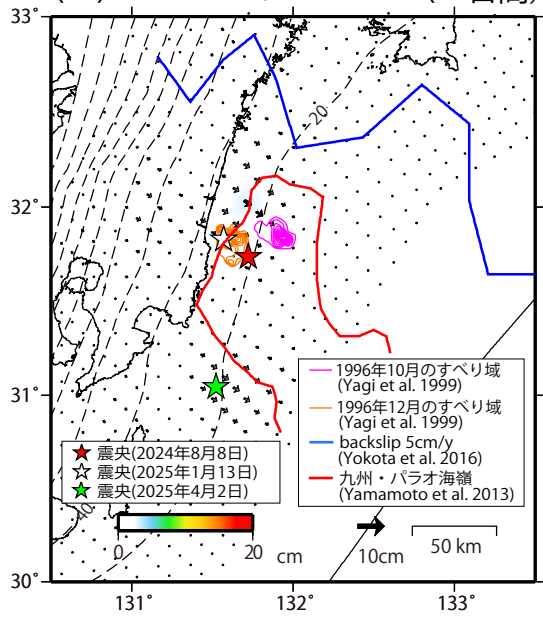 33°
20
32°
31°
1996年10月のすべり域
(Yagi et al. 1999)
1996年12月のすべり域
(Yagi et al. 1999)
backslip 5cm/y
(Yokota et al. 2016)
九州・パラオ海嶺
(Yamamoto et al. 2013)
震央(2024年8月8日)
震央(2025年1月13日)
震央(2025年4月2日)
0 20 cm
10cm
50 km
30°
131° 132° 133°